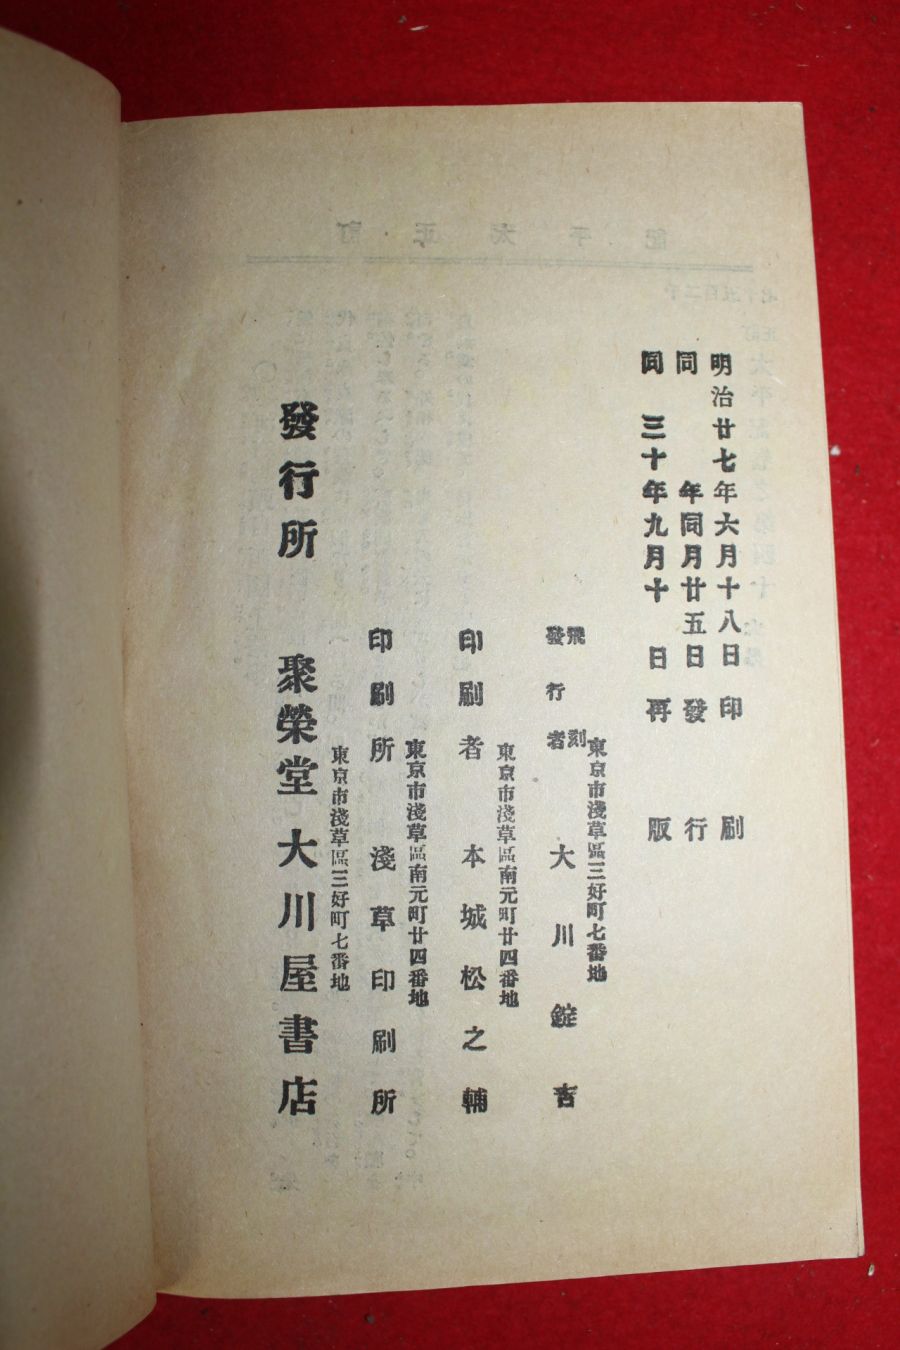 明治廿七年六月十八日印刷
同年同月廿五日發行
同三十年九月十日再版
東京市淺草區三好町七番地
飜刻
發行者 大川錠吉
東京市淺草區南元町廿四番地
印刷者 本城松之輔
東京市淺草區南元町廿四番地
印刷所 淺草印刷所
東京市淺草區三好町七番地
發行所 聚榮堂 大川屋書店